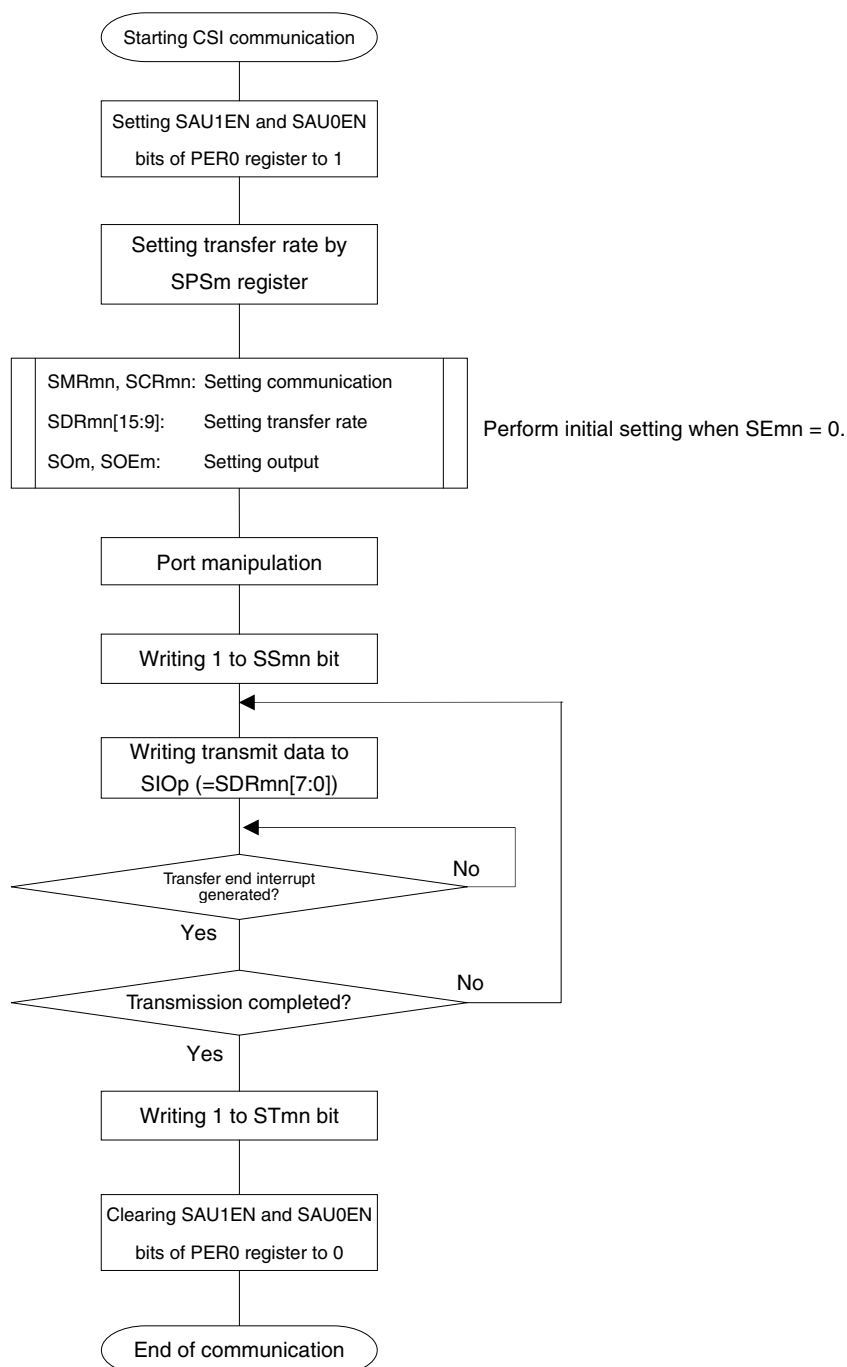 Starting CSI communication
Setting SAU1EN and SAU0EN
bits of PER0 register to 1
Setting transfer rate by
SPSm register
SMRmn, SCRmn: Setting communication
SDRmn[15:9]: Setting transfer rate
SOm, SOEm: Setting output
Perform initial setting when SEmn = 0.
Port manipulation
Writing 1 to SSmn bit
Writing transmit data to
SIOp (=SDRmn[7:0])
Transfer end interrupt
generated?
No
Yes
Transmission completed?
No
Yes
Writing 1 to STmn bit
Clearing SAU1EN and SAU0EN
bits of PER0 register to 0
End of communication